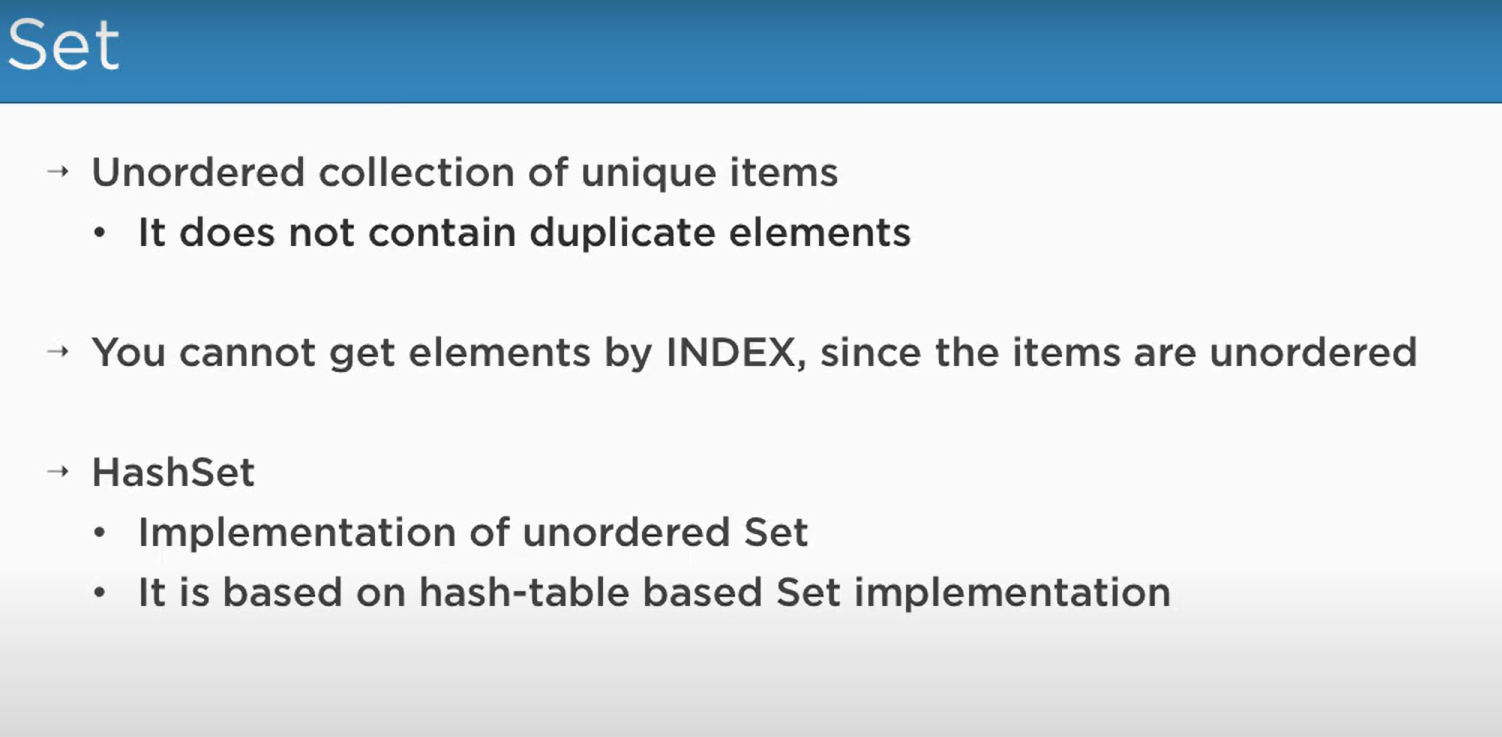 Set
→ Unordered collection of unique items
• It does not contain duplicate elements
→ You cannot get elements by INDEX, since the items are unordered
→ HashSet
• Implementation of unordered Set
• It is based on hash-table based Set implementation